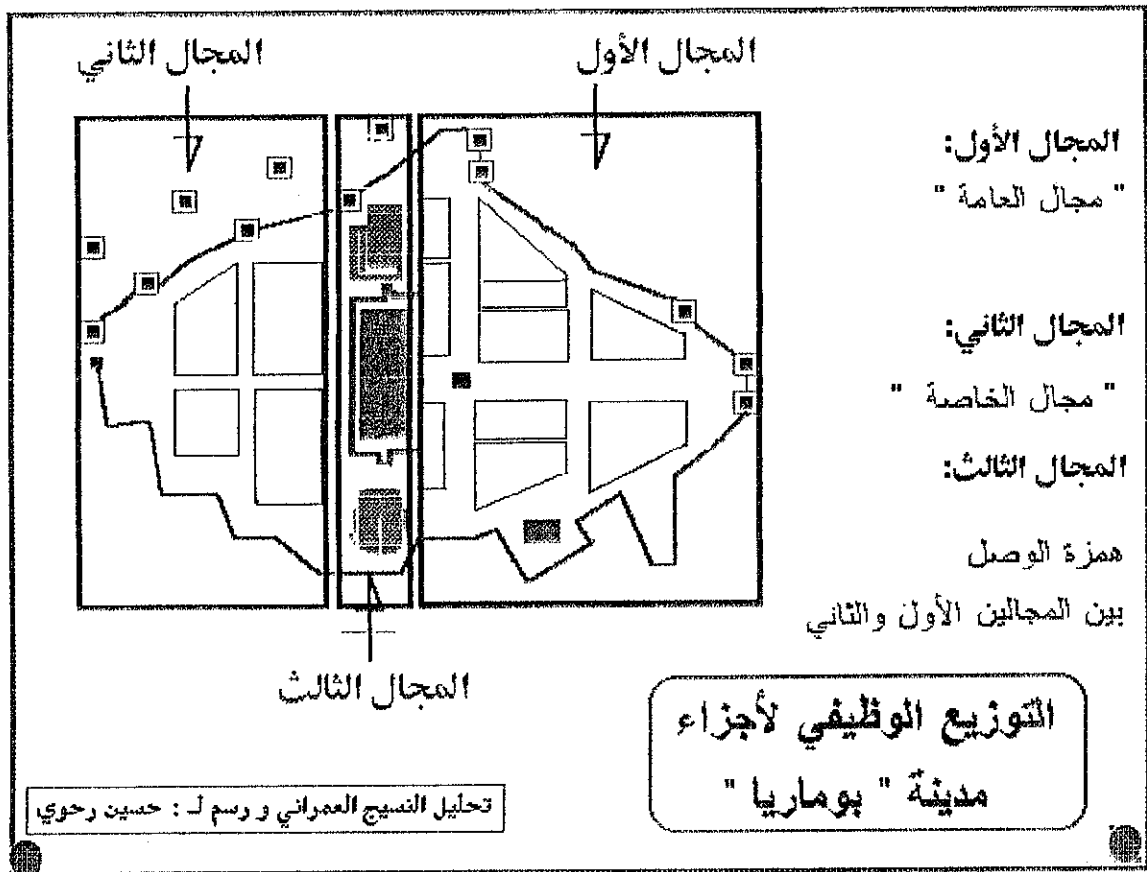 المجال الأول
المجال الثاني
المجال الأول:
" مجال العامة "
المجال الثاني:
" مجال الخاصة "
المجال الثالث:
همزة الوصل
بين المجالين الأول والثاني
المجال الثالث
التوزيع الوظيفي لأجزاء
مدينة " بوماريا "
تحليل النسيج العمراني و رسم لـ : حسين رحوي